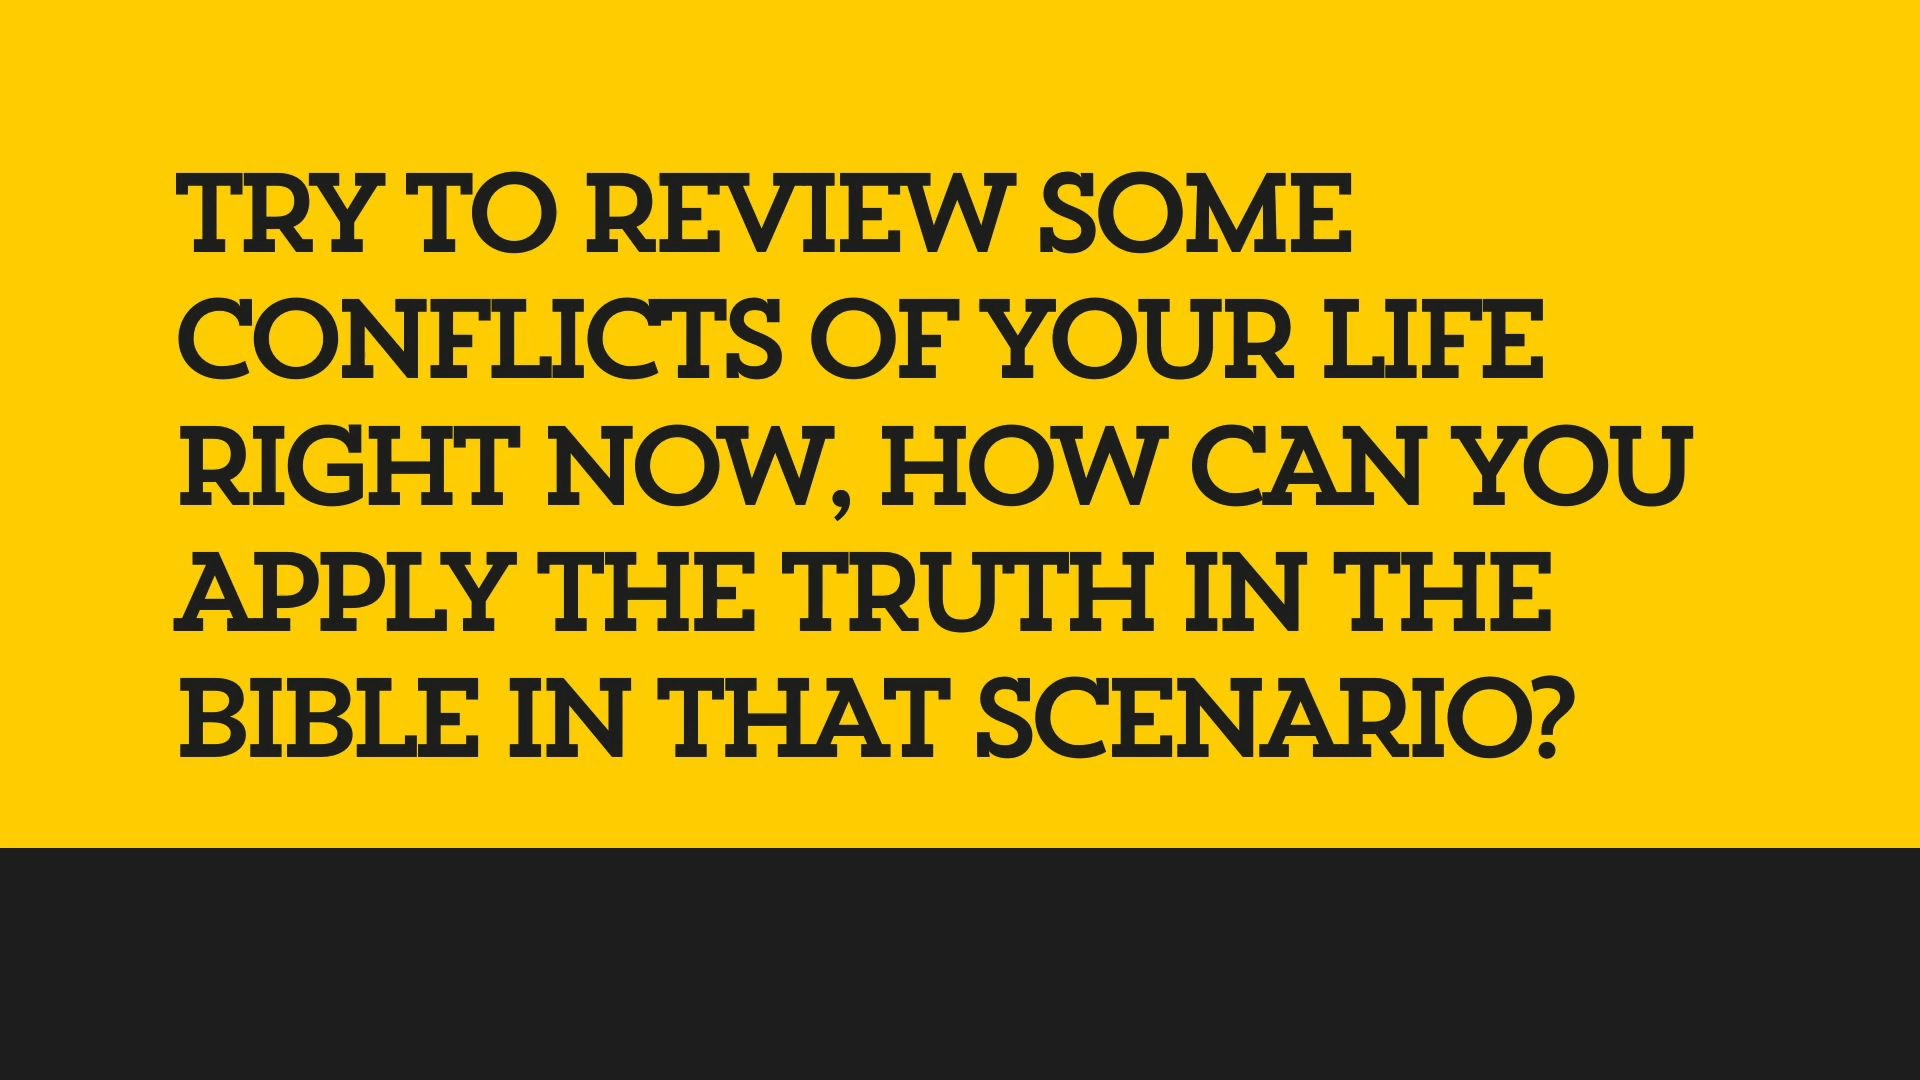 TRY TO REVIEW SOME
CONFLICTS OF YOUR LIFE
RIGHT NOW, HOW CAN YOU
APPLY THE TRUTH IN THE
BIBLE IN THAT SCENARIO?